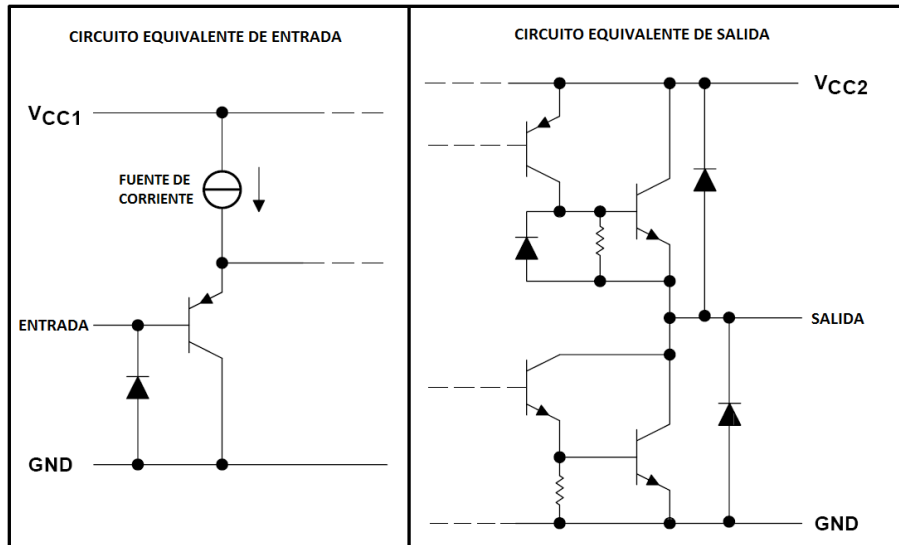 CIRCUITO EQUIVALENTE DE ENTRADA
VCC1
FUENTE DE
CORRIENTE
ENTRADA
GND
CIRCUITO EQUIVALENTE DE SALIDA
VCC2
SALIDA
GND